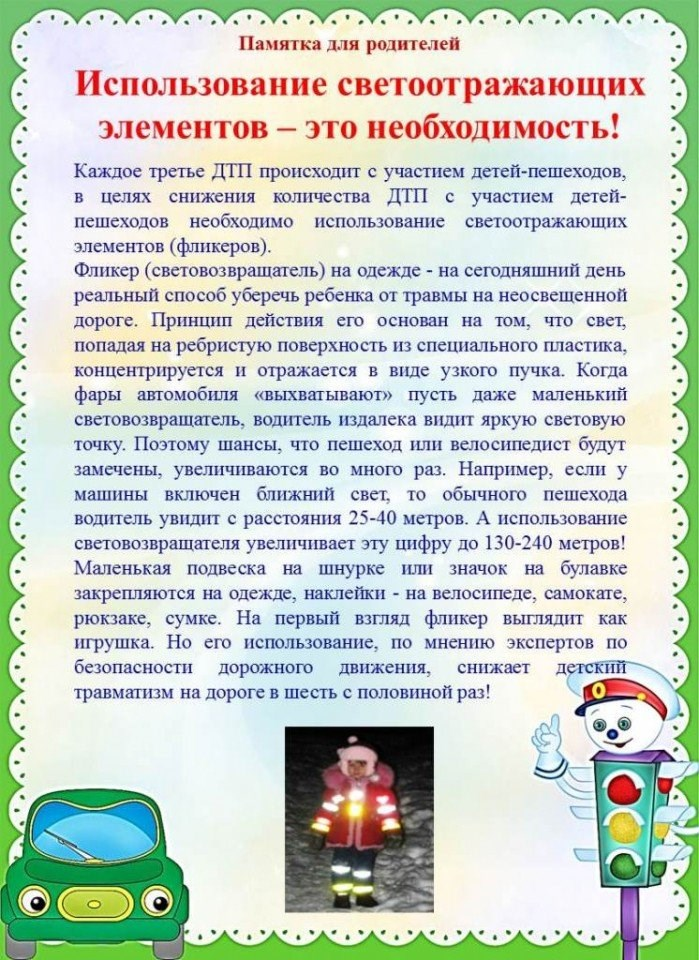 Памятка для родителей
Использование светоотражающих
элементов – это необходимость!
Каждое третье ДТП происходит с участием детей-пешеходов,
в целях снижения количества ДТП с участием детей-
пешеходов необходимо использование светоотражающих
элементов (фликеров).
Фликер (световозвращатель) на одежде - на сегодняшний день
реальный способ уберечь ребенка от травмы на неосвещенной
дороге. Принцип действия его основан на том, что свет,
попадая на ребристую поверхность из специального пластика,
концентрируется и отражается в виде узкого пучка. Когда
фары автомобиля «выхватывают» пусть даже маленький
световозвращатель, водитель издалека видит яркую световую
точку. Поэтому шансы, что пешеход или велосипедист будут
замечены, увеличиваются во много раз. Например, если у
машины включен ближний свет, то обычного пешехода
водитель увидит с расстояния 25-40 метров. А использование
световозвращателя увеличивает эту цифру до 130-240 метров!
Маленькая подвеска на шнурке или значок на булавке
закрепляются на одежде, наклейки - на велосипеде, самокате,
рюкзаке, сумке. На первый взгляд фликер выглядит как
игрушка. Но его использование, по мнению экспертов по
безопасности дорожного движения, снижает детский
травматизм на дороге в шесть с половиной раз!